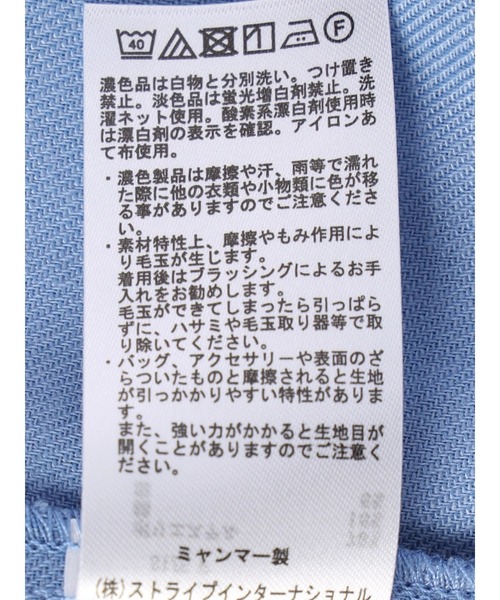 40 F
濃色品は白物と分別洗い。つけ置き
禁止。淡色品は蛍光増白剤禁止。洗
濯ネット使用。酸素系漂白剤使用時
は漂白剤の表示を確認。アイロンあ
て布使用。
・濃色製品は摩擦や汗、雨等で濡れ
た際に他の衣類や小物類に色が移
る事がありますのでご注意くださ
い。
・素材特性上、摩擦やもみ作用によ
り毛玉が生じます。
着用後はブラッシングによるお手
入れをお勧めします。
毛玉ができてしまったら引っぱら
ずに、ハサミや毛玉取り器等で取
り除いてください。
・バッグ、アクセサリーや表面のざ
らついたものと摩擦されると生地
が引っかかりやすい特性がありま
す。
また、強い力がかかると生地目が
開くことがありますのでご注意く
ださい。
ポリエステル
ミャンマー製
(株)ストライプインターナショナル